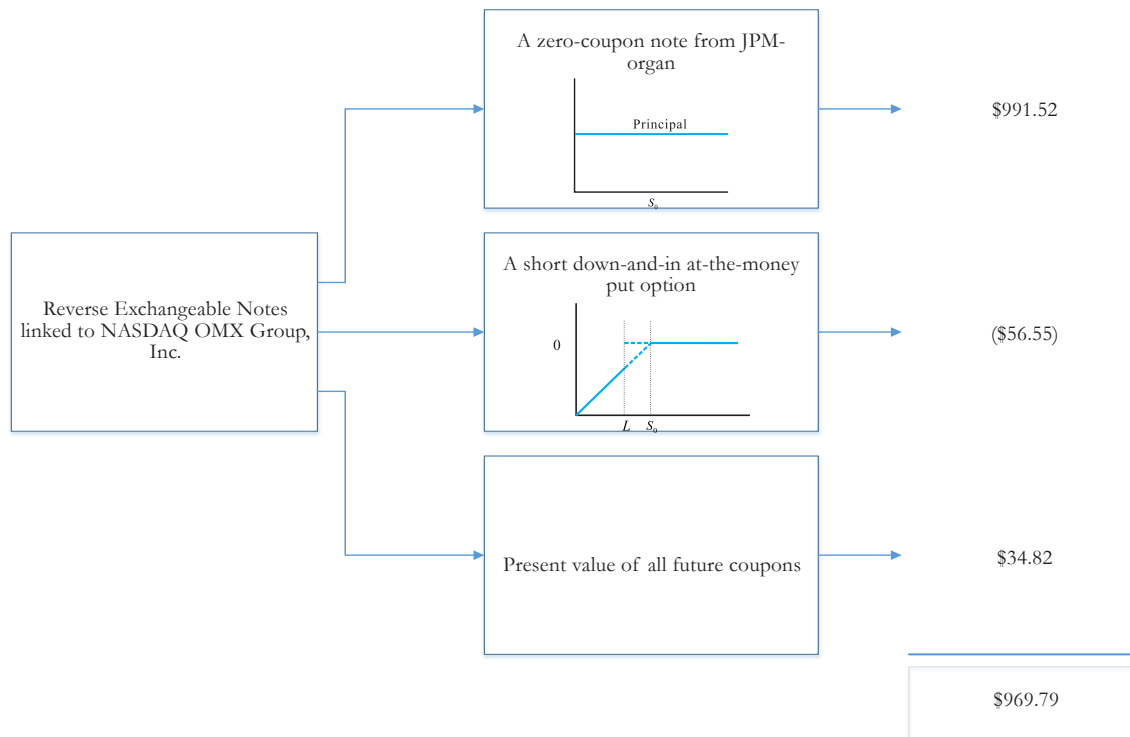 A zero-coupon note from JPM-
organ
Principal
S₀
$991.52
Reverse Exchangeable Notes
linked to NASDAQ OMX Group,
Inc.
A short down-and-in at-the-money
put option
0
L S₀
($56.55)
Present value of all future coupons
$34.82
$969.79